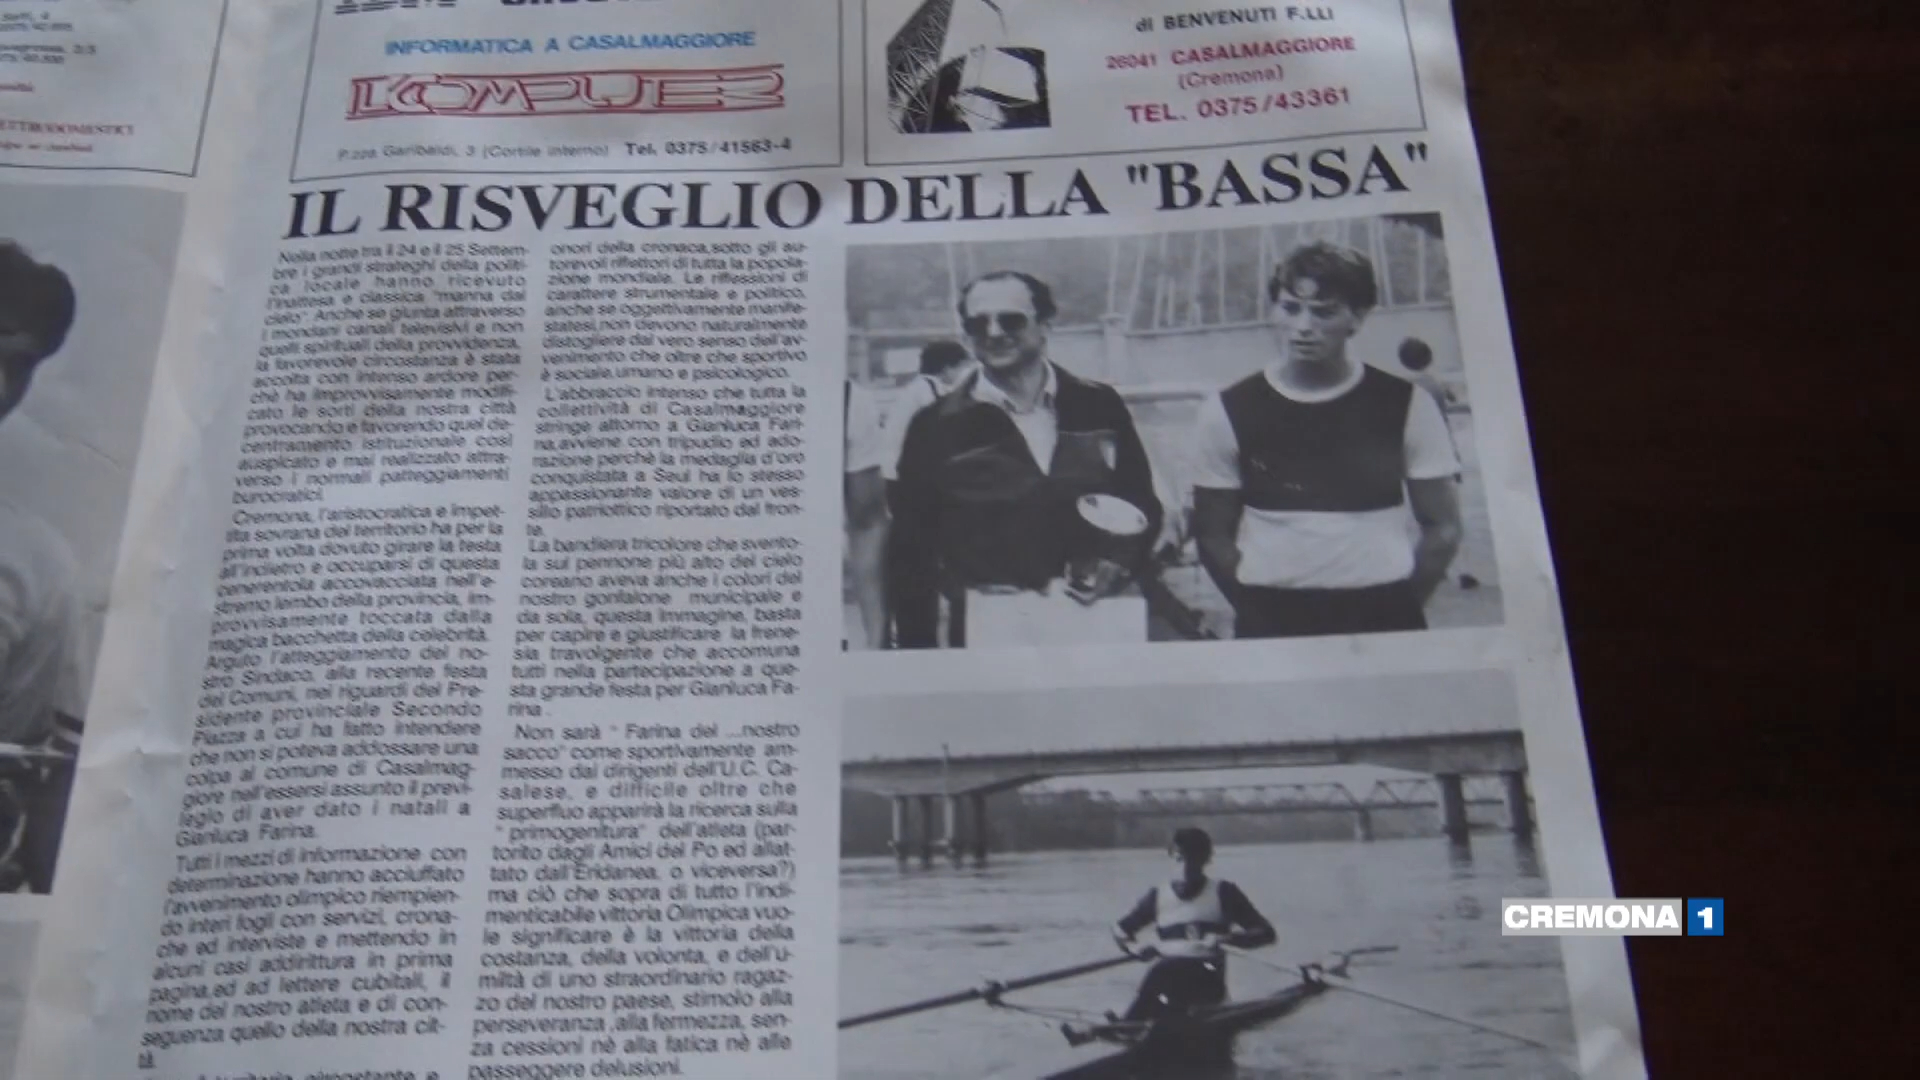 INFORMATICA A CASALMAGGIORE
P.zza Garibaldi, 3 (Cortile interno) Tel. 0375/41563-4
di BENVENUTI F.LLI
26041 CASALMAGGIORE
(Cremona)
TEL. 0375/43361
IL RISVEGLIO DELLA "BASSA"
Nella notte tra il 24 e il 25 Settem-
bre i grandi strateghi della politi-
ca locale hanno ricevuto
l'inattesa e classica "manna dal
cielo". Anche se giunta attraverso
i mondani canali televisivi e non
quelli spirituali della provvidenza,
la favorevole circostanza è stata
accolta con intenso ardore per-
chè ha improvvisamente modifi-
cato le sorti della nostra città
provocando e favorendo quel de-
centramento istituzionale così
auspicato e mai realizzato attra-
verso i normali patteggiamenti
burocratici.
Cremona, l'aristocratica e impet-
tita sovrana del territorio ha per la
prima volta dovuto girare la testa
all'indietro e occuparsi di questa
cenerentola accovacciata nell'e-
stremo lembo della provincia, im-
provvisamente toccata dalla
magica bacchetta della celebrità.
Arguto l'atteggiamento del no-
stro Sindaco, alla recente festa
dei Comuni, nei riguardi del Pre-
sidente provinciale Secondo
Piazza a cui ha fatto intendere
che non si poteva addossare una
colpa al comune di Casalmag-
giore nell'essersi assunto il previ-
legio di aver dato i natali a
Gianluca Farina.
Tutti i mezzi di informazione con
determinazione hanno acciuffato
l'avvenimento olimpico riempien-
do interi fogli con servizi, crona-
che ed interviste e mettendo in
alcuni casi addirittura in prima
pagina,ed ad lettere cubitali, il
nome del nostro atleta e di con-
seguenza quello della nostra cit-
tà.
onori della cronaca,sotto gli au-
torevoli riflettori di tutta la popola-
zione mondiale. Le riflessioni di
carattere strumentale e politico,
anche se oggettivamente manife-
statesi,non devono naturalmente
distogliere dal vero senso dell'av-
venimento che oltre che sportivo
è sociale,umano e psicologico.
L'abbraccio intenso che tutta la
collettività di Casalmaggiore
stringe attorno a Gianluca Fari-
na,avviene con tripudio ed ado-
razione perchè la medaglia d'oro
conquistata a Seul ha lo stesso
appassionante valore di un ves-
sillo patriottico riportato dal fron-
te.
La bandiera tricolore che svento-
la sul pennone più alto del cielo
coreano aveva anche i colori del
nostro gonfalone municipale e
da sola, questa immagine, basta
per capire e giustificare la frene-
sia travolgente che accomuna
tutti nella partecipazione a que-
sta grande festa per Gianluca Fa-
rina .
Non sarà " Farina del ...nostro
sacco" come sportivamente am-
messo dai dirigenti dell'U.C. Ca-
salese, e difficile oltre che
superfluo apparirà la ricerca sulla
" primogenitura" dell'atleta (par-
torito dagli Amici del Po ed allat-
tato dall'Eridanea, o viceversa?)
ma ciò che sopra di tutto l'indi-
menticabile vittoria Olimpica vuo-
le significare è la vittoria della
costanza, della volonta, e dell'u-
miltà di uno straordinario ragaz-
zo del nostro paese, stimolo alla
perseveranza ,alla fermezza, sen-
za cessioni nè alla fatica nè alle
passeggere delusioni.
CREMONA 1